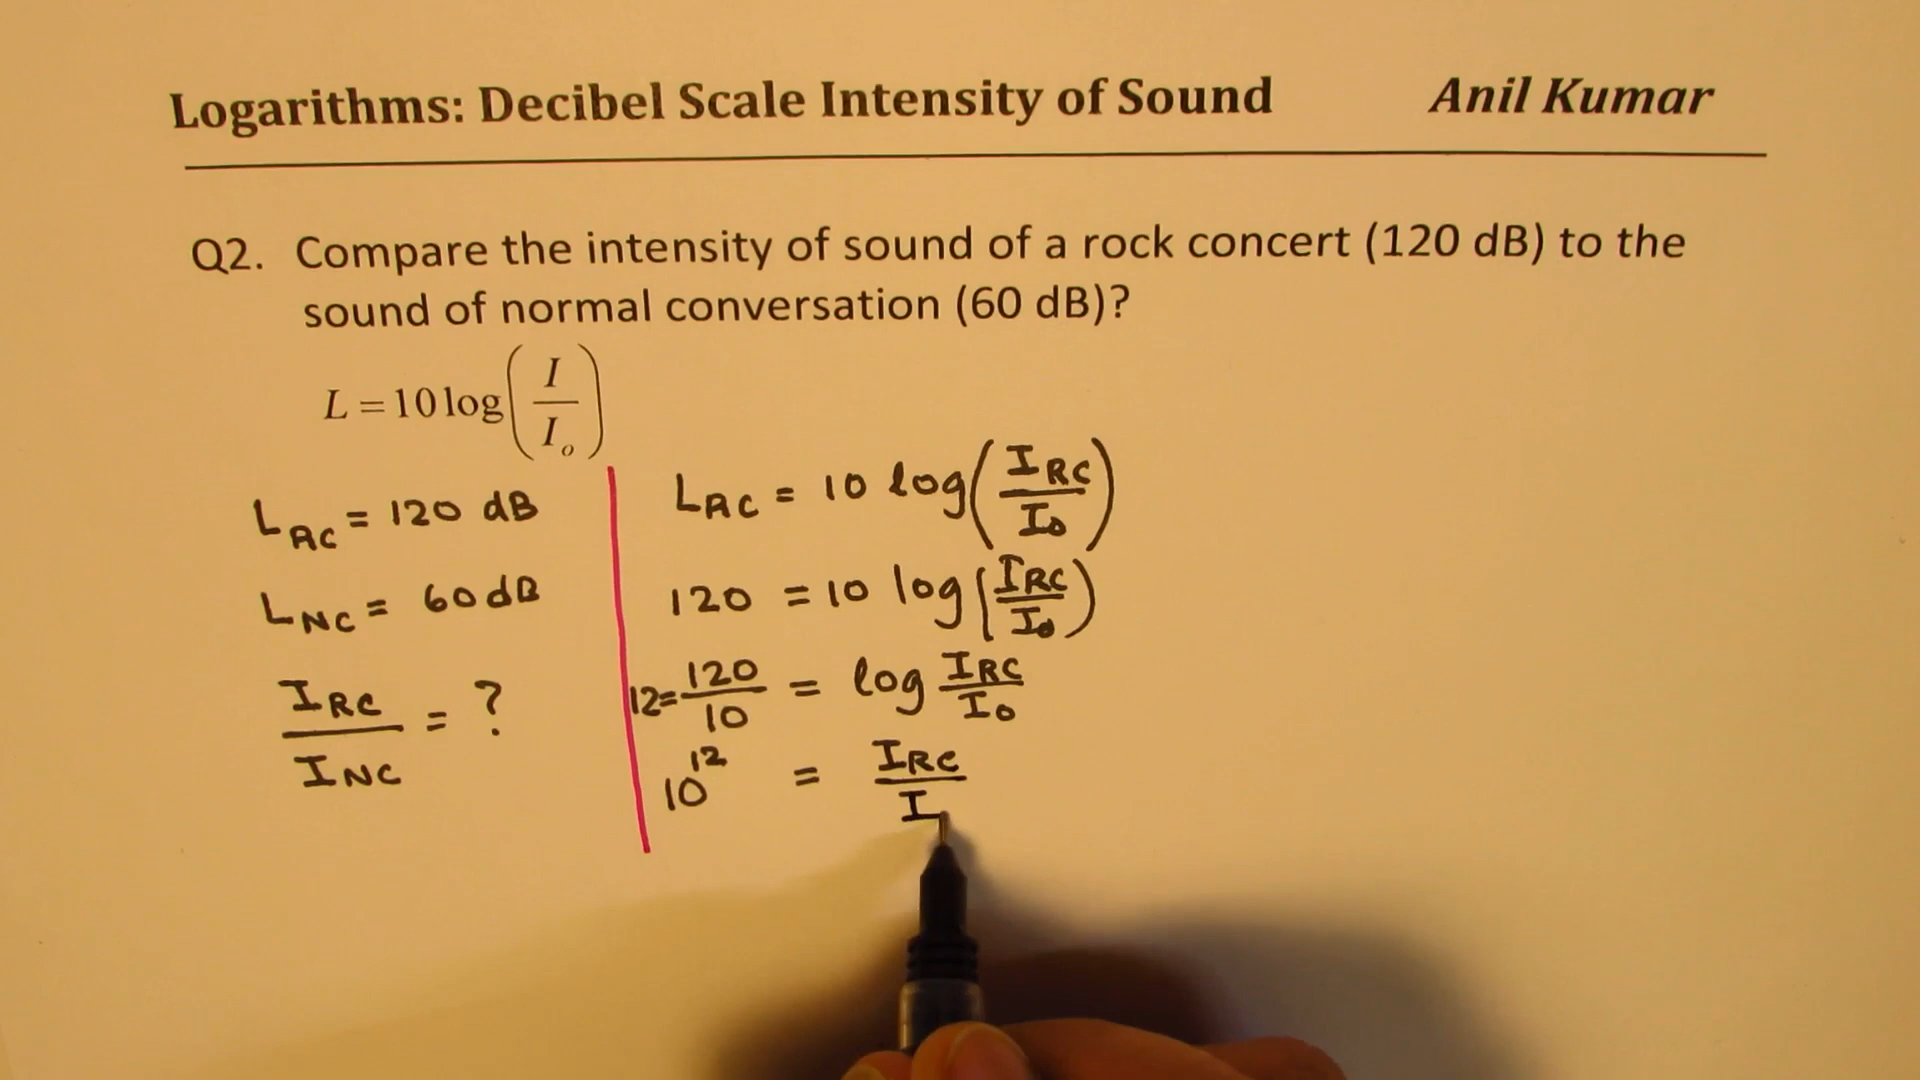 Logarithms: Decibel Scale Intensity of Sound Anil Kumar
Q2. Compare the intensity of sound of a rock concert (120 dB) to the
sound of normal conversation (60 dB)?
L = 10 log(I/I₀)
L_RC = 120 dB
L_NC = 60 dB
I_RC/I_NC = ?
L_RC = 10 log(I_RC/I₀)
120 = 10 log(I_RC/I₀)
12 = 120/10 = log I_RC/I₀
10¹² = I_RC/I